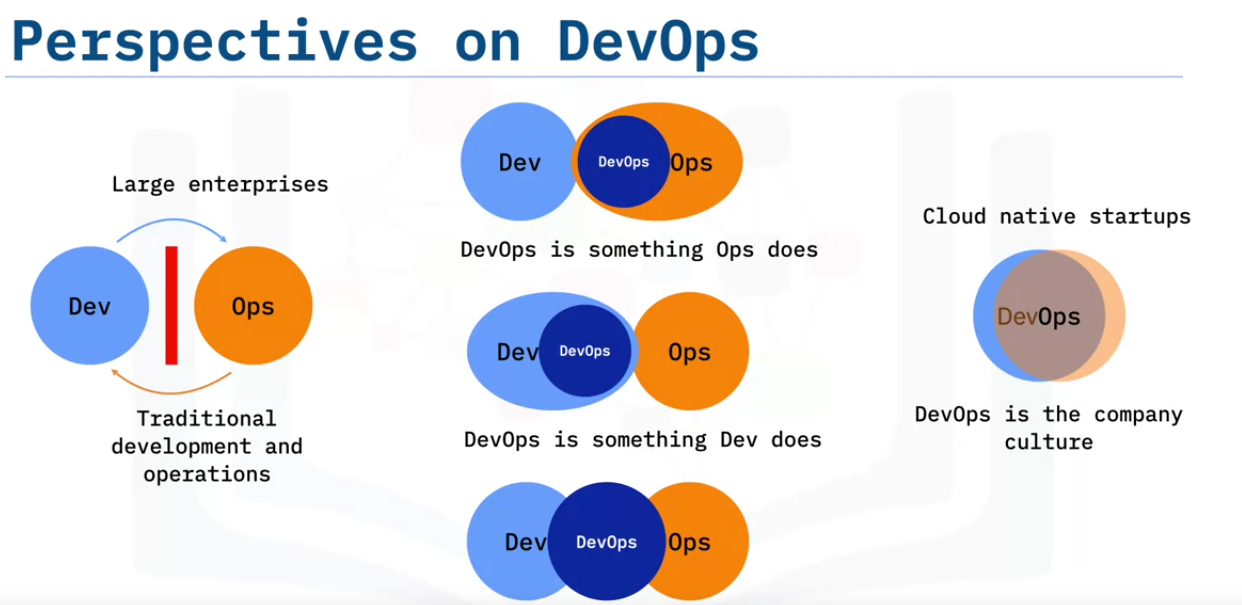 Perspectives on DevOps
Large enterprises
Dev
Ops
Traditional
development and
operations
Dev
DevOps
Ops
DevOps is something Ops does
Dev
DevOps
Ops
DevOps is something Dev does
Dev
DevOps
Ops
Cloud native startups
DevOps
DevOps is the company
culture